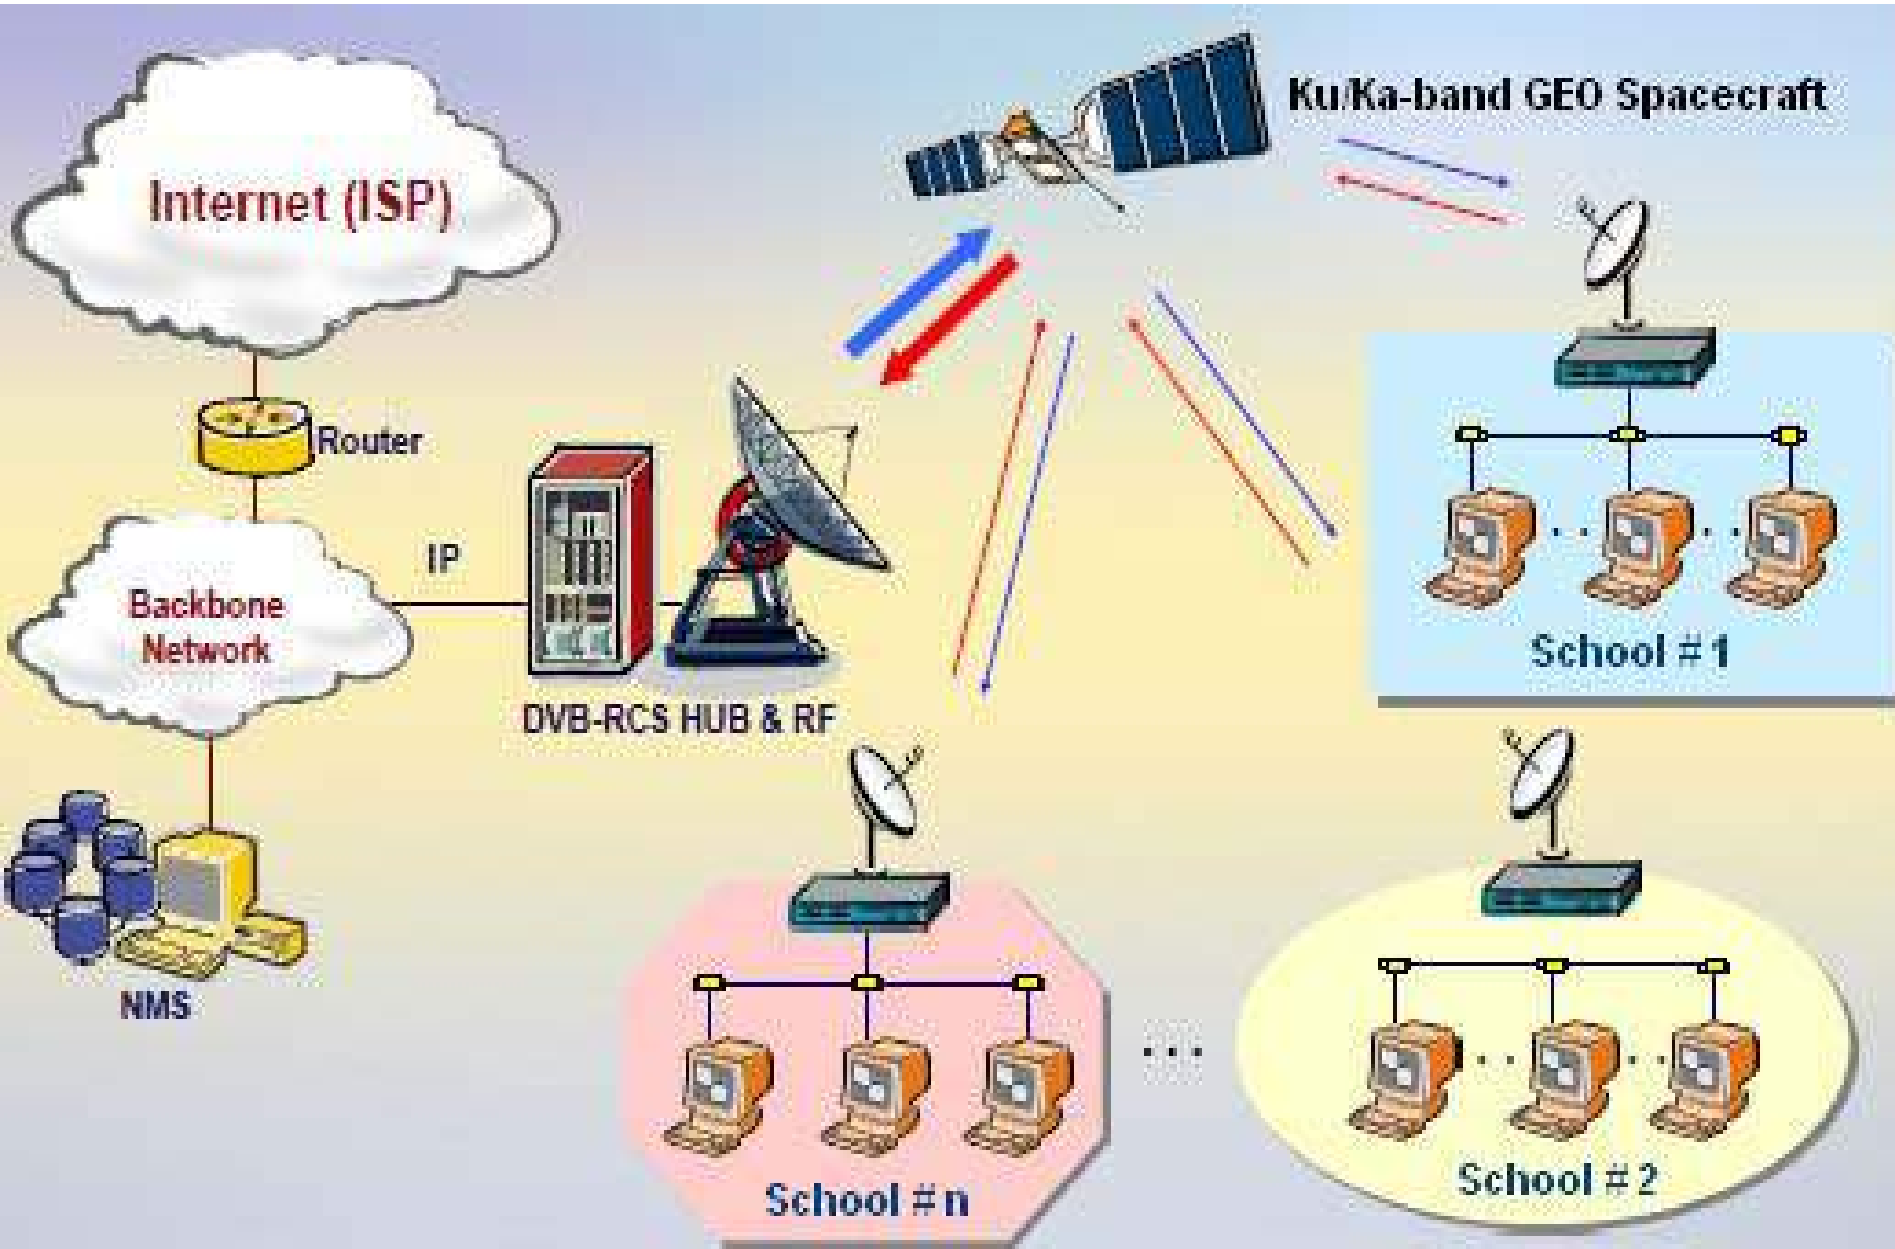 Ku/Ka-band GEO Spacecraft
Internet (ISP)
Router
IP
Backbone
Network
DVB-RCS HUB & RF
School # 1
NMS
School # n
...
School # 2